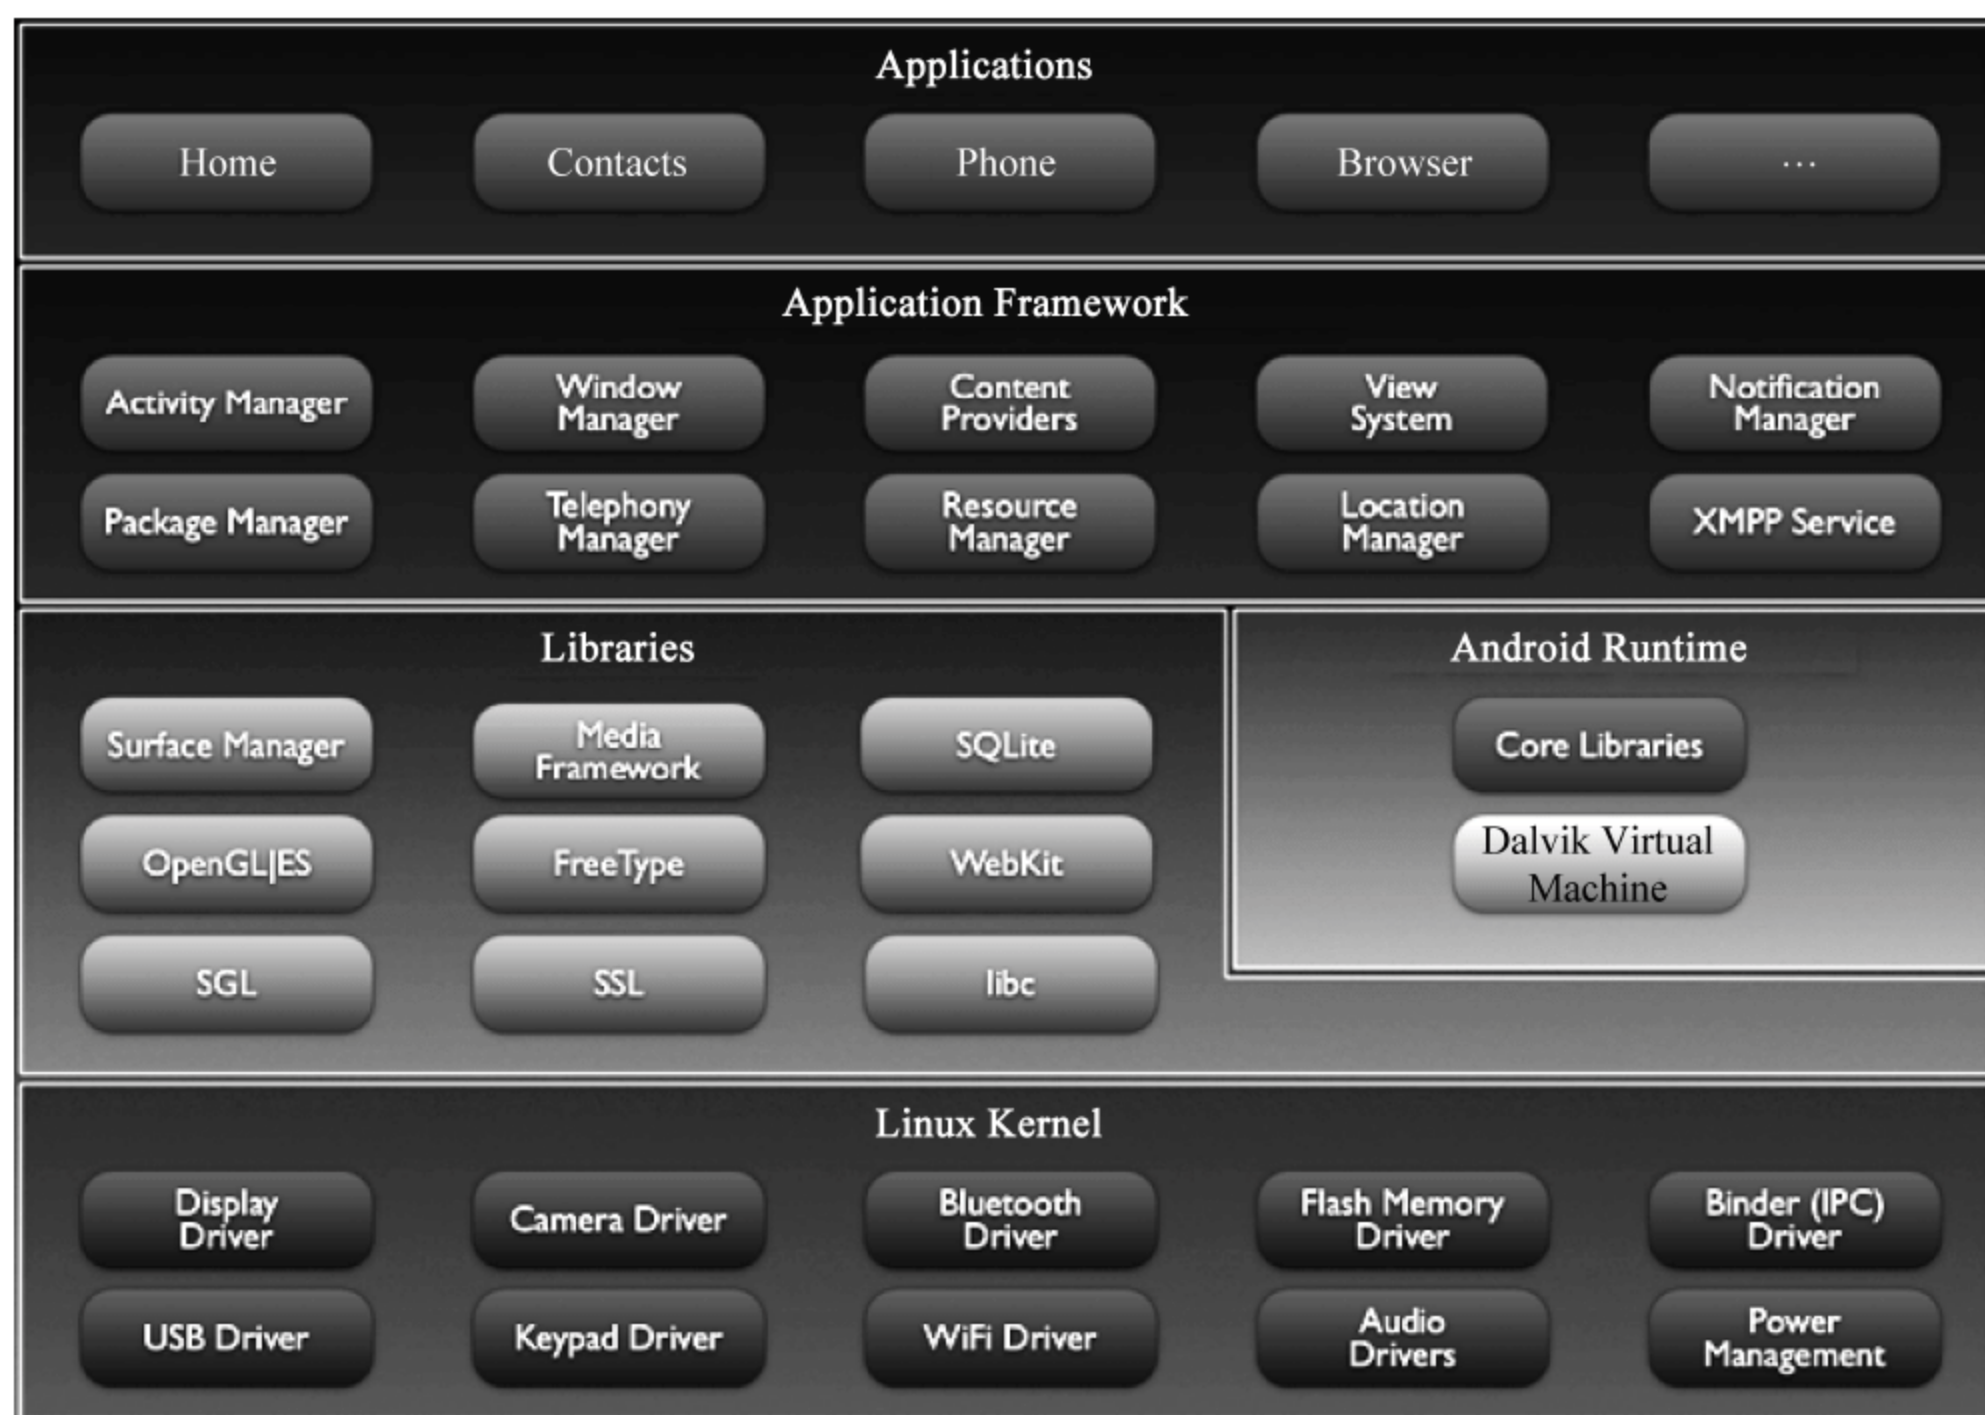 Applications
Home
Contacts
Phone
Browser
...
Application Framework
Activity Manager
Window
Manager
Content
Providers
View
System
Notification
Manager
Package Manager
Telephony
Manager
Resource
Manager
Location
Manager
XMPP Service
Libraries
Surface Manager
Media
Framework
SQLite
OpenGL|ES
FreeType
WebKit
SGL
SSL
libc
Android Runtime
Core Libraries
Dalvik Virtual
Machine
Linux Kernel
Display
Driver
Camera Driver
Bluetooth
Driver
Flash Memory
Driver
Binder (IPC)
Driver
USB Driver
Keypad Driver
WiFi Driver
Audio
Drivers
Power
Management